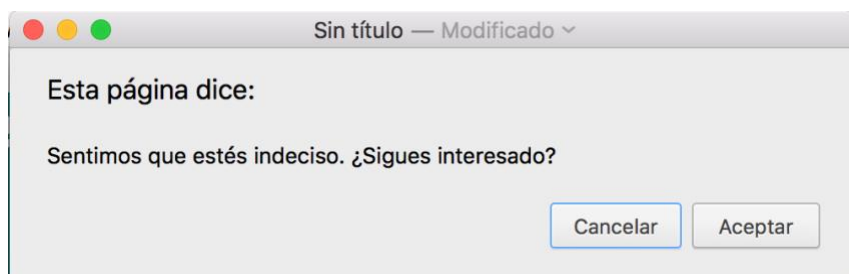 Sin título — Modificado
Esta página dice:
Sentimos que estés indeciso. ¿Sigues interesado?
Cancelar Aceptar